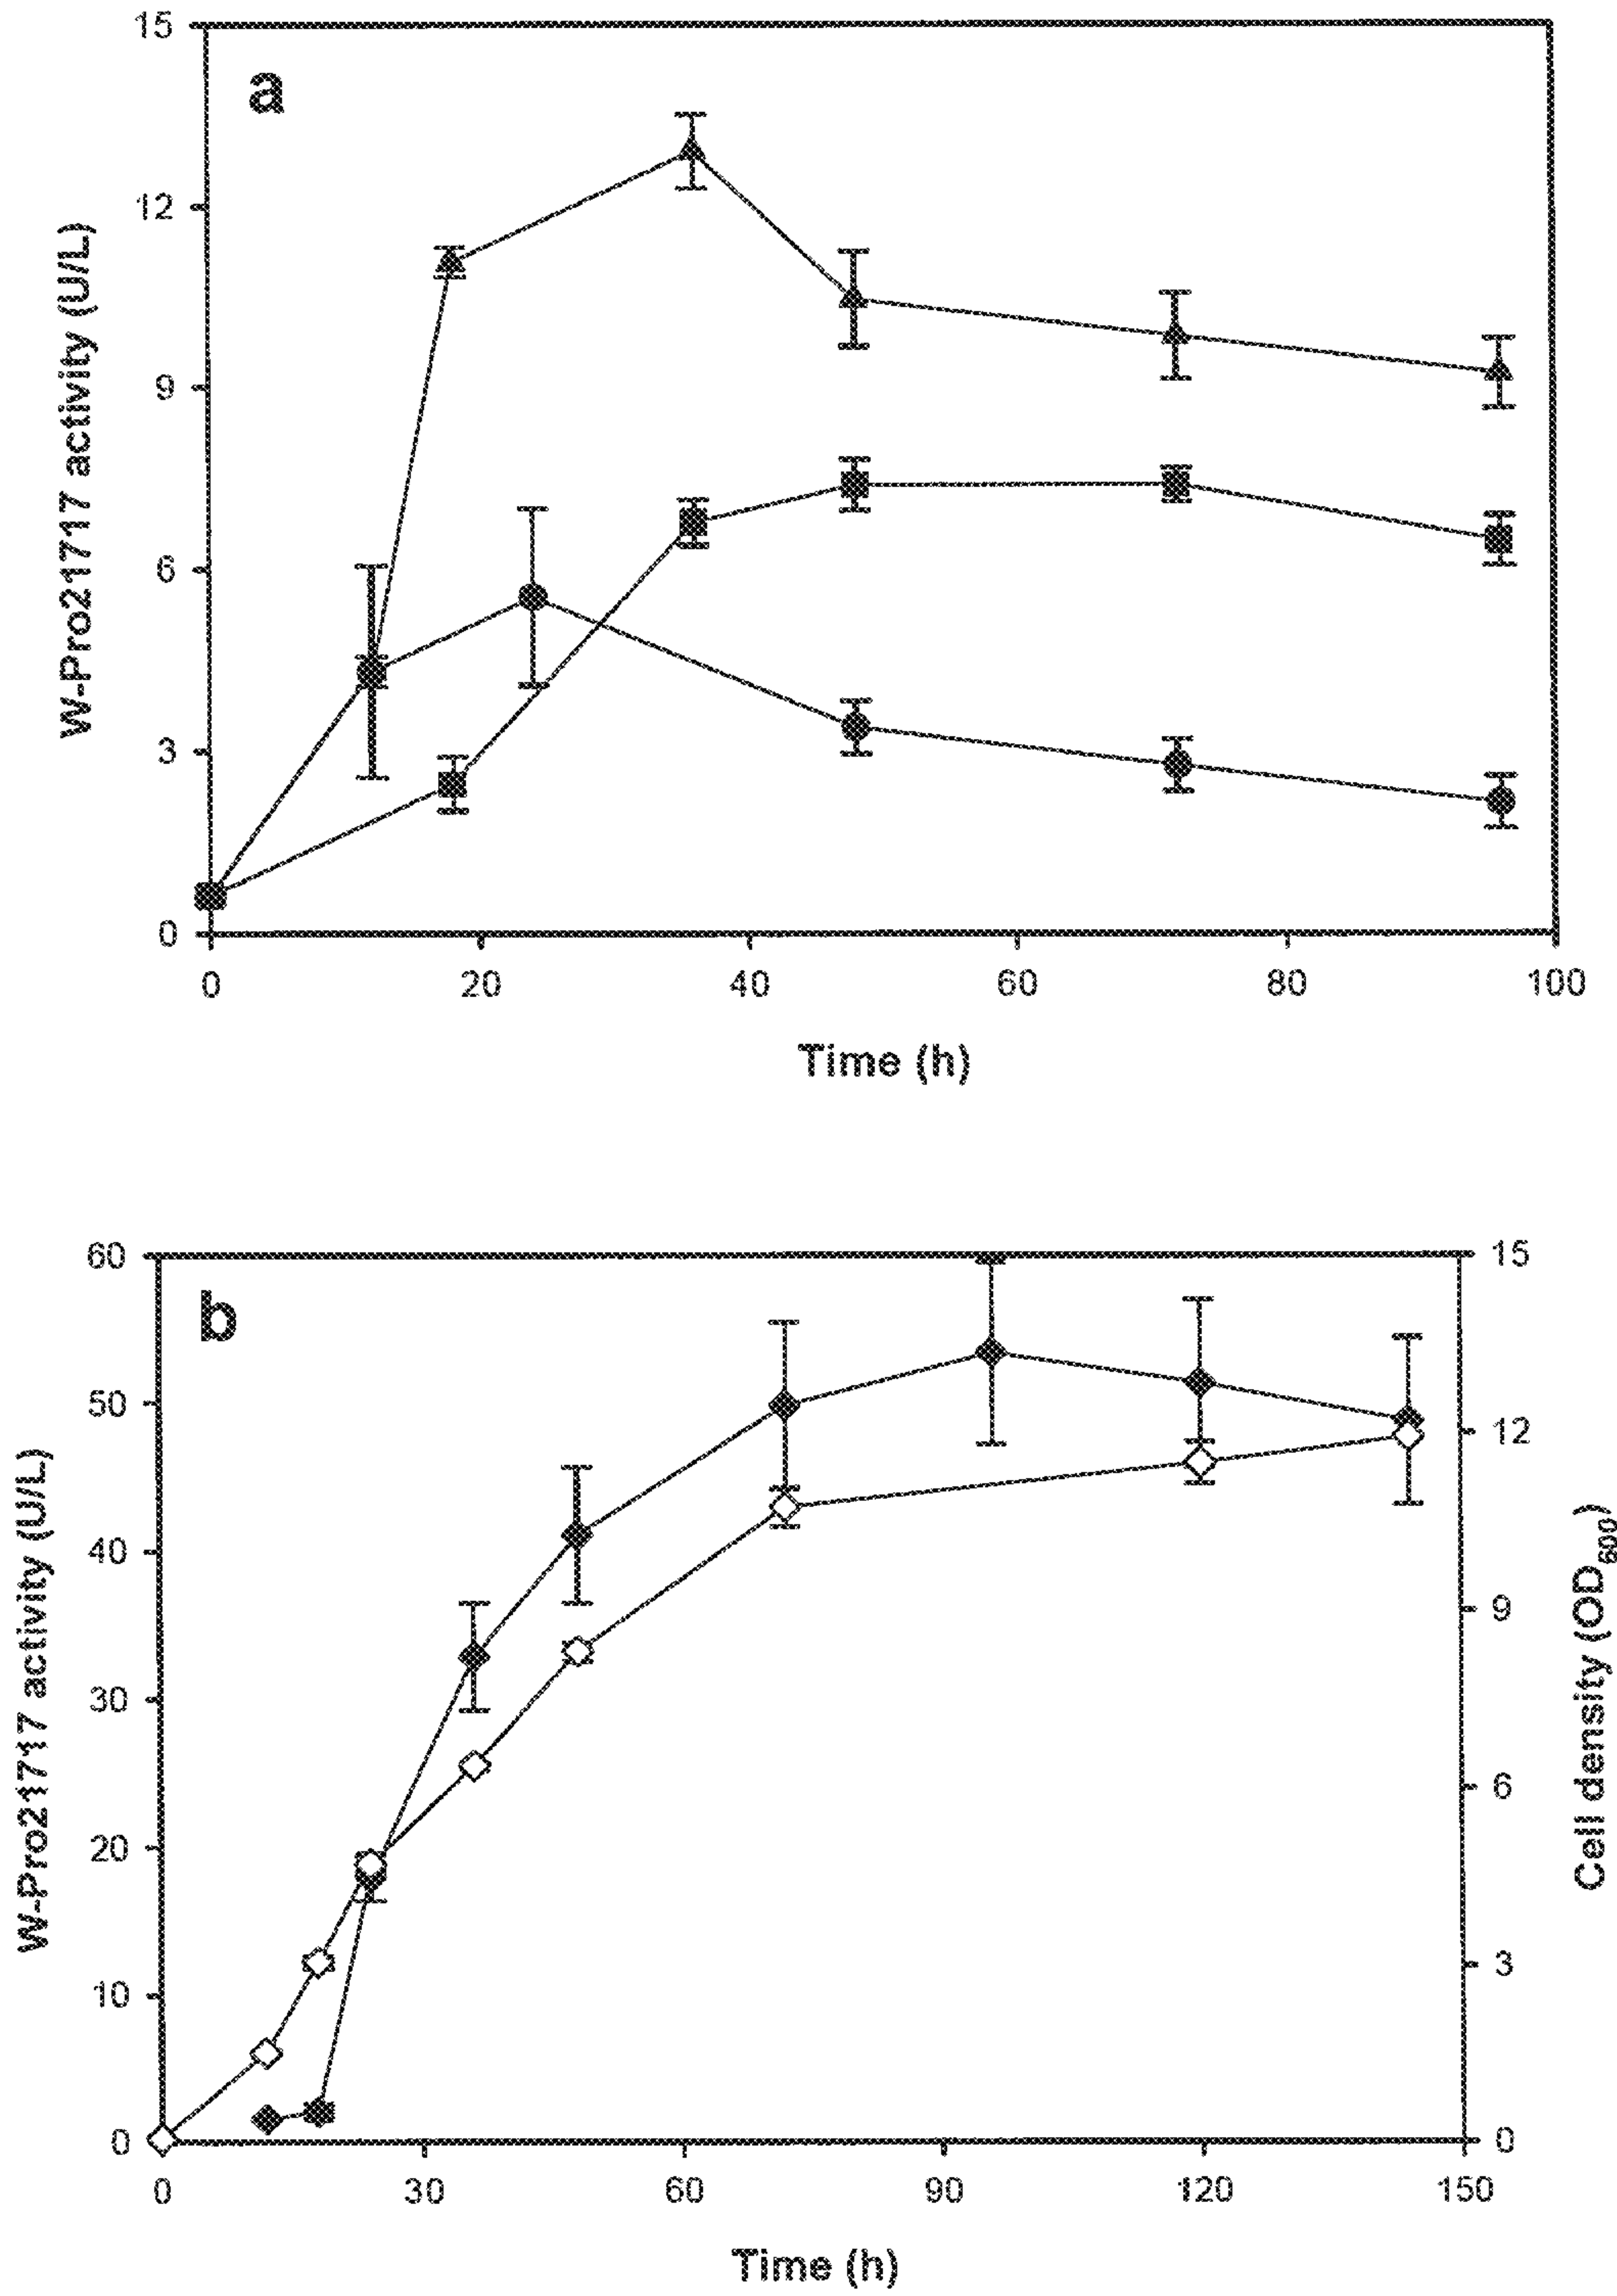 a
W-Pro21717 activity (U/L)
15
12
9
6
3
0
0 20 40 60 80 100
Time (h)
b
W-Pro21717 activity (U/L)
60
50
40
30
20
10
0
15
12
9
6
3
0
Cell density (OD600)
0 30 60 90 120 150
Time (h)